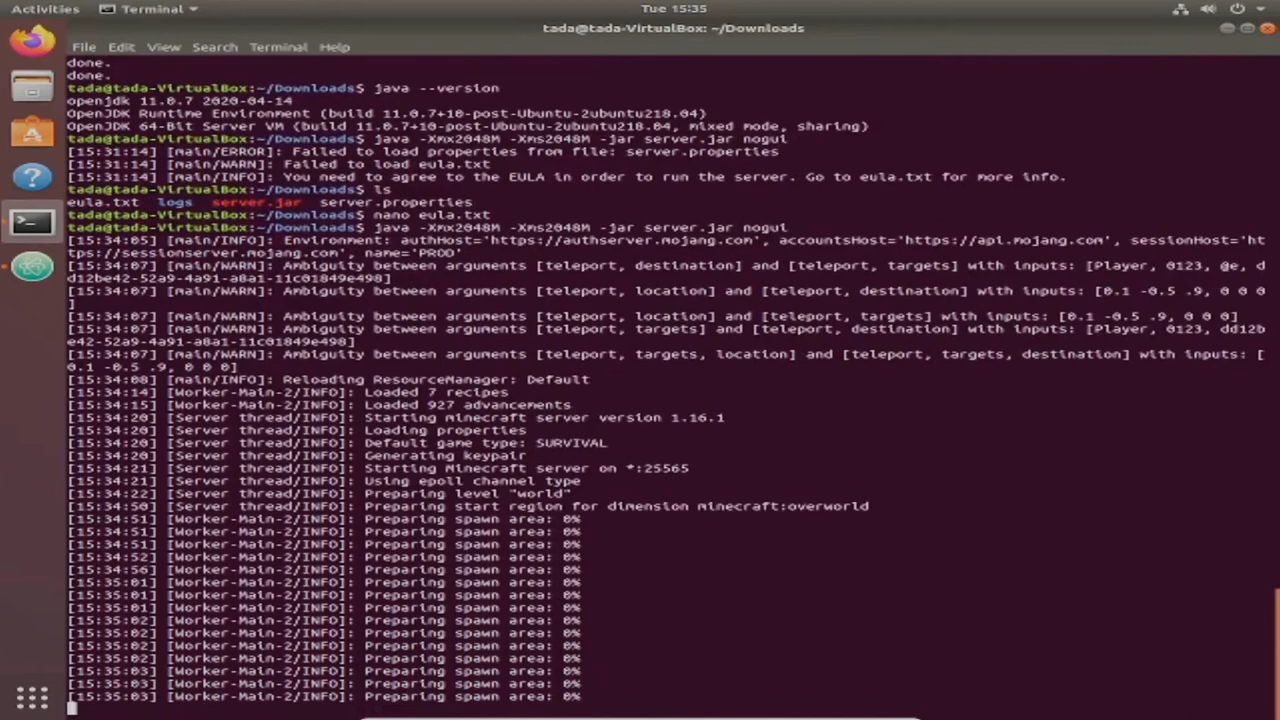 Activities Terminal Tue 15:35
tada@tada-VirtualBox: ~/Downloads
File Edit View Search Terminal Help
done.
done.
tada@tada-VirtualBox:~/Downloads$ java --version
openjdk 11.0.7 2020-04-14
OpenJDK Runtime Environment (build 11.0.7+10-post-Ubuntu-2ubuntu218.04)
OpenJDK 64-Bit Server VM (build 11.0.7+10-post-Ubuntu-2ubuntu218.04, mixed mode, sharing)
tada@tada-VirtualBox:~/Downloads$ java -Xmx2048M -Xms2048M -jar server.jar nogui
[15:31:14] [main/ERROR]: Failed to load properties from file: server.properties
[15:31:14] [main/WARN]: Failed to load eula.txt
[15:31:14] [main/INFO]: You need to agree to the EULA in order to run the server. Go to eula.txt for more info.
tada@tada-VirtualBox:~/Downloads$ ls
eula.txt logs server.jar server.properties
tada@tada-VirtualBox:~/Downloads$ nano eula.txt
tada@tada-VirtualBox:~/Downloads$ java -Xmx2048M -Xms2048M -jar server.jar nogui
[15:34:05] [main/INFO]: Environment: authHost='https://authserver.mojang.com', accountsHost='https://api.mojang.com', sessionHost='ht
tps://sessionserver.mojang.com', name='PROD'
[15:34:07] [main/WARN]: Ambiguity between arguments [teleport, destination] and [teleport, targets] with inputs: [Player, 0123, @e, d
d12be42-52a9-4a91-a8a1-11c01849e498]
[15:34:07] [main/WARN]: Ambiguity between arguments [teleport, location] and [teleport, destination] with inputs: [0.1 -0.5 .9, 0 0 0
]
[15:34:07] [main/WARN]: Ambiguity between arguments [teleport, location] and [teleport, targets] with inputs: [0.1 -0.5 .9, 0 0 0]
[15:34:07] [main/WARN]: Ambiguity between arguments [teleport, targets] and [teleport, destination] with inputs: [Player, 0123, dd12b
e42-52a9-4a91-a8a1-11c01849e498]
[15:34:07] [main/WARN]: Ambiguity between arguments [teleport, targets, location] and [teleport, targets, destination] with inputs: [
0.1 -0.5 .9, 0 0 0]
[15:34:08] [main/INFO]: Reloading ResourceManager: Default
[15:34:14] [Worker-Main-2/INFO]: Loaded 7 recipes
[15:34:15] [Worker-Main-2/INFO]: Loaded 927 advancements
[15:34:20] [Server thread/INFO]: Starting minecraft server version 1.16.1
[15:34:20] [Server thread/INFO]: Loading properties
[15:34:20] [Server thread/INFO]: Default game type: SURVIVAL
[15:34:20] [Server thread/INFO]: Generating keypair
[15:34:21] [Server thread/INFO]: Starting Minecraft server on *:25565
[15:34:21] [Server thread/INFO]: Using epoll channel type
[15:34:22] [Server thread/INFO]: Preparing level "world"
[15:34:50] [Server thread/INFO]: Preparing start region for dimension minecraft:overworld
[15:34:51] [Worker-Main-2/INFO]: Preparing spawn area: 0%
[15:34:51] [Worker-Main-2/INFO]: Preparing spawn area: 0%
[15:34:51] [Worker-Main-2/INFO]: Preparing spawn area: 0%
[15:34:52] [Worker-Main-2/INFO]: Preparing spawn area: 0%
[15:34:56] [Worker-Main-2/INFO]: Preparing spawn area: 0%
[15:35:01] [Worker-Main-2/INFO]: Preparing spawn area: 0%
[15:35:01] [Worker-Main-2/INFO]: Preparing spawn area: 0%
[15:35:01] [Worker-Main-2/INFO]: Preparing spawn area: 0%
[15:35:02] [Worker-Main-2/INFO]: Preparing spawn area: 0%
[15:35:02] [Worker-Main-2/INFO]: Preparing spawn area: 0%
[15:35:02] [Worker-Main-2/INFO]: Preparing spawn area: 0%
[15:35:02] [Worker-Main-2/INFO]: Preparing spawn area: 0%
[15:35:03] [Worker-Main-2/INFO]: Preparing spawn area: 0%
[15:35:03] [Worker-Main-2/INFO]: Preparing spawn area: 0%
[15:35:03] [Worker-Main-2/INFO]: Preparing spawn area: 0%